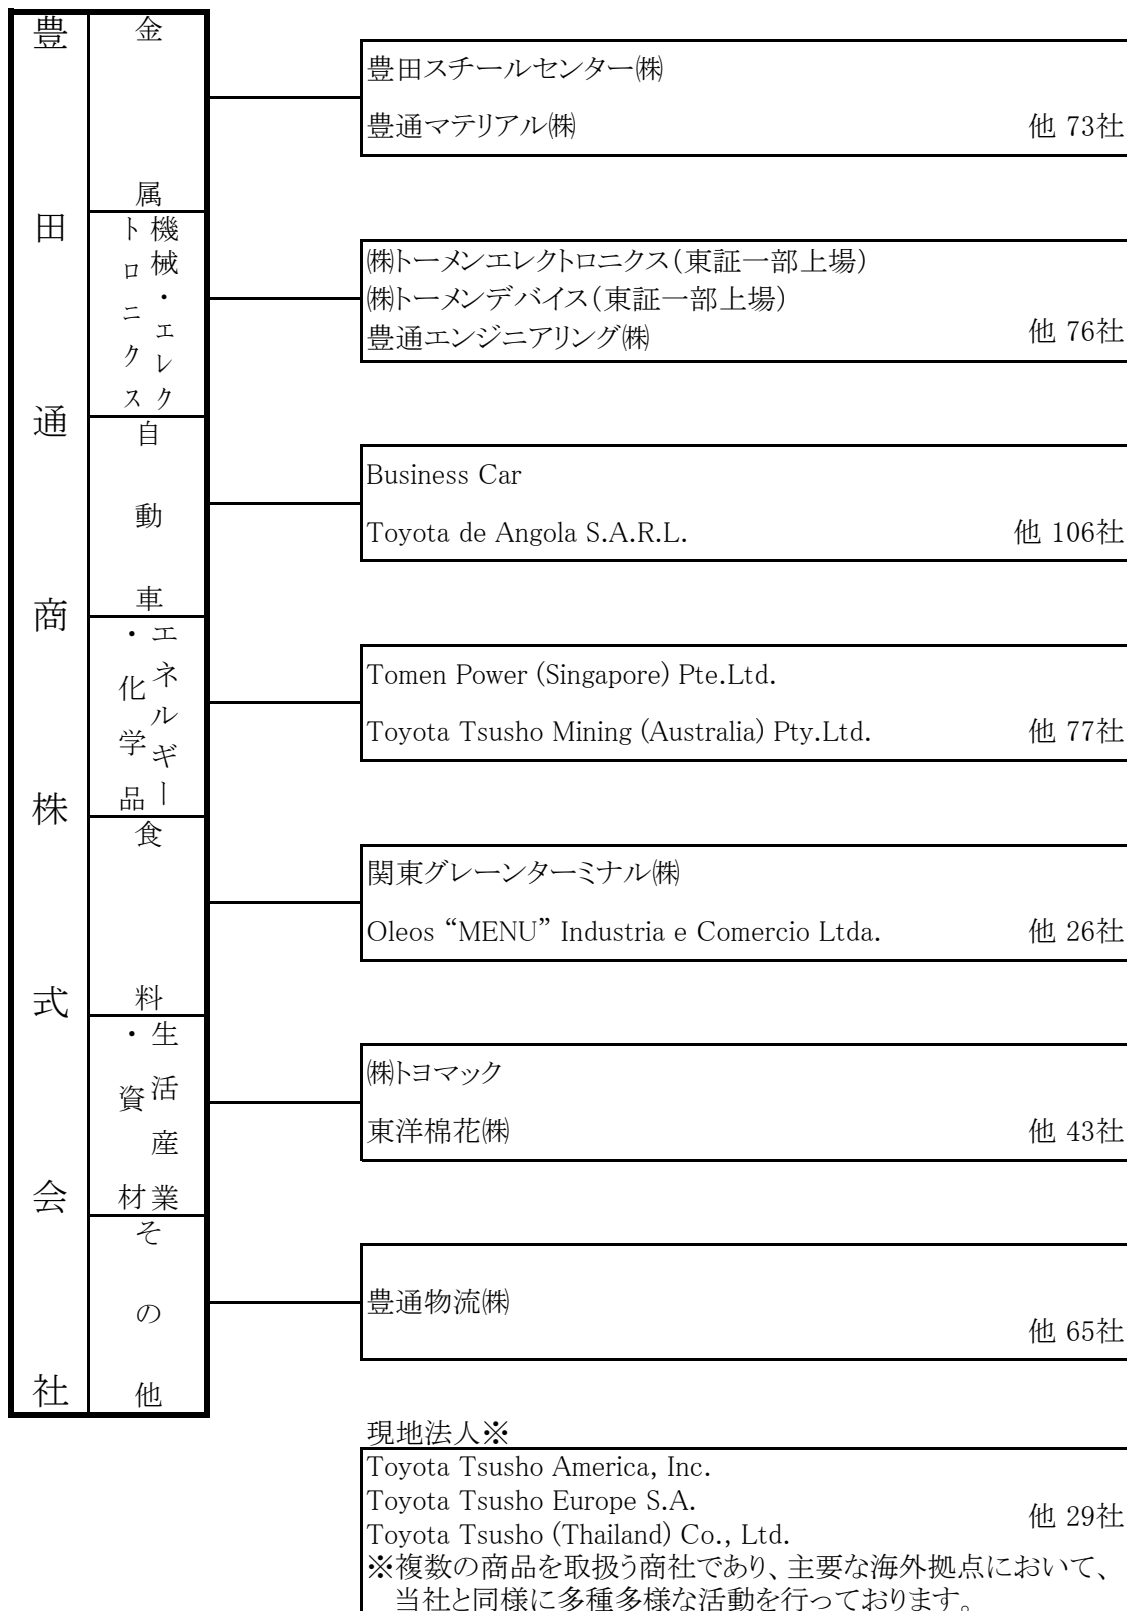 豊田通商株式会社
金属
豊田スチールセンター㈱
豊通マテリアル㈱ 他 73社
機械・エレクトロニクス
㈱トーメンエレクトロニクス(東証一部上場)
㈱トーメンデバイス(東証一部上場)
豊通エンジニアリング㈱ 他 76社
自動車
Business Car
Toyota de Angola S.A.R.L. 他 106社
エネルギー・化学品
Tomen Power (Singapore) Pte.Ltd.
Toyota Tsusho Mining (Australia) Pty.Ltd. 他 77社
食料
関東グレーンターミナル㈱
Oleos “MENU” Industria e Comercio Ltda. 他 26社
生活産業・資材
㈱トヨマック
東洋棉花㈱ 他 43社
その他
豊通物流㈱
他 65社
現地法人※
Toyota Tsusho America, Inc.
Toyota Tsusho Europe S.A.
他 29社
Toyota Tsusho (Thailand) Co., Ltd.
※複数の商品を取扱う商社であり、主要な海外拠点において、
当社と同様に多種多様な活動を行っております。